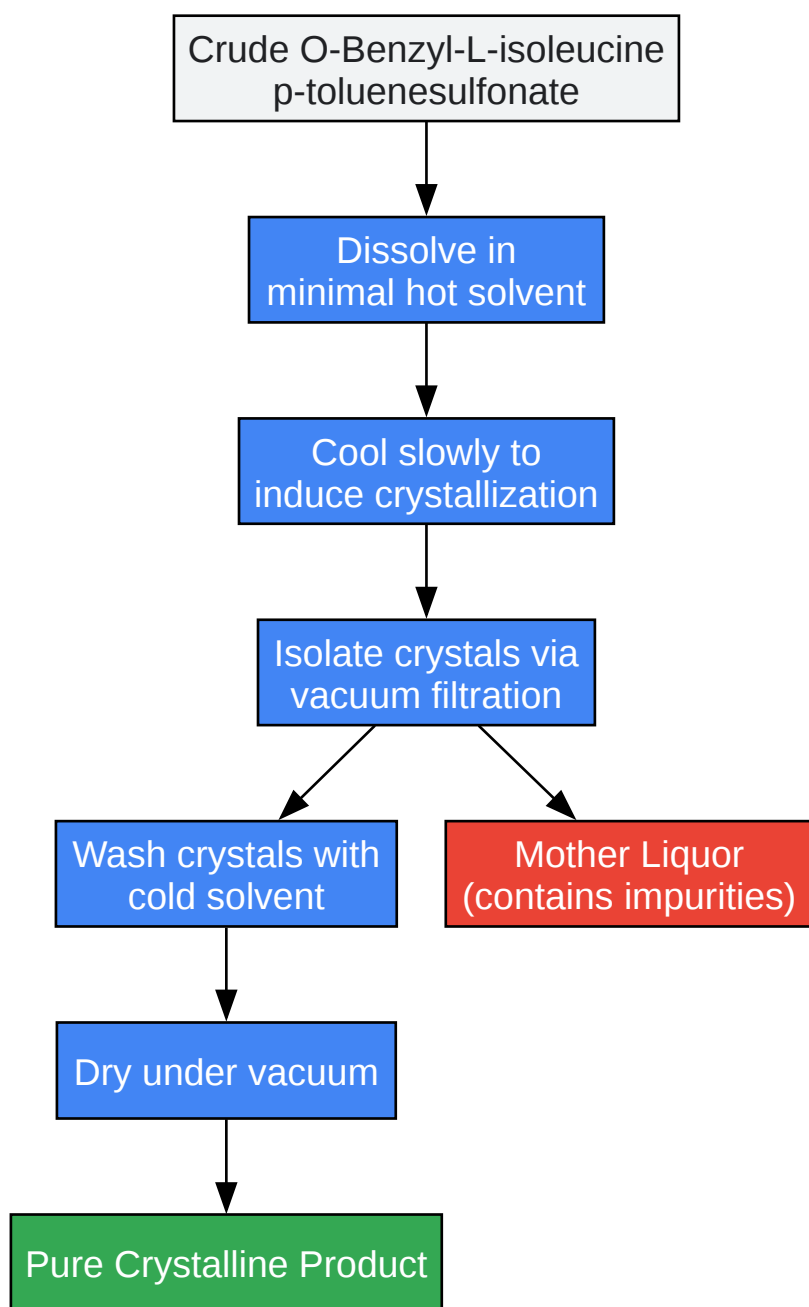 Crude O-Benzyl-L-isoleucine
p-toluenesulfonate
Dissolve in
minimal hot solvent
Cool slowly to
induce crystallization
Isolate crystals via
vacuum filtration
Wash crystals with
cold solvent
Mother Liquor
(contains impurities)
Dry under vacuum
Pure Crystalline Product